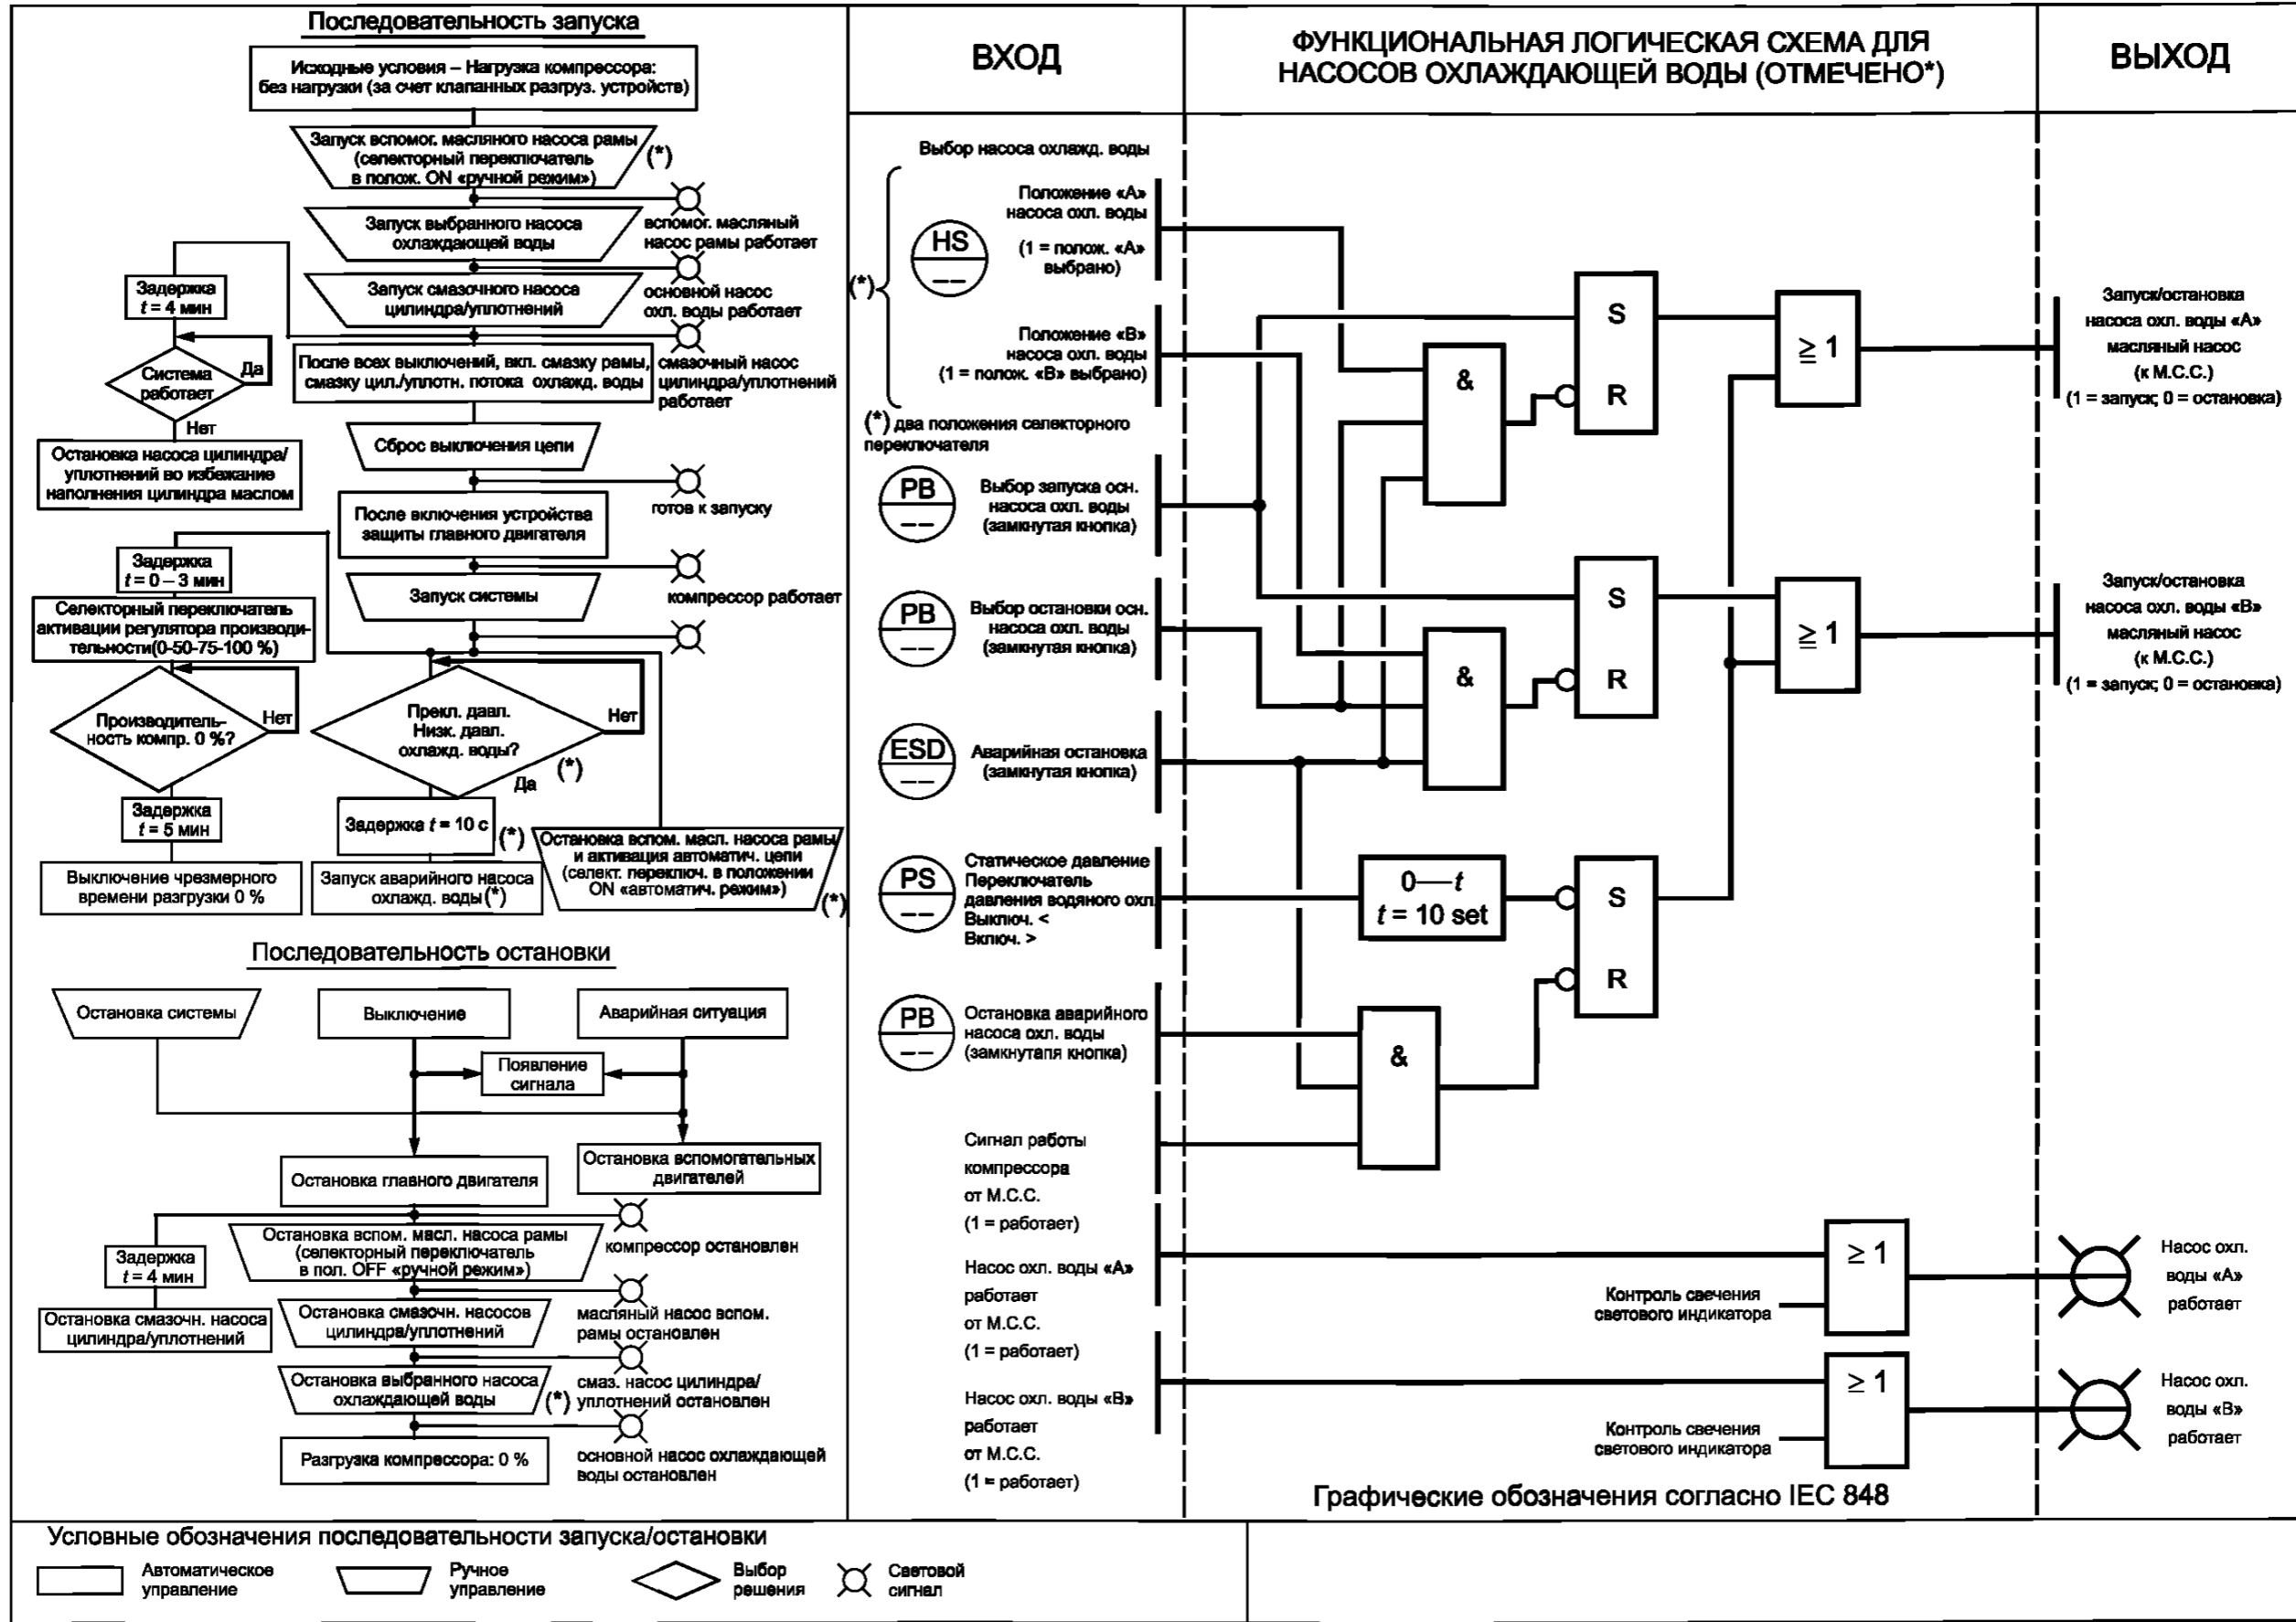 Последовательность запуска
Исходные условия – Нагрузка компрессора:
без нагрузки (за счет клапанных разгруз. устройств)
Запуск вспомог. масляного насоса рамы
(селекторный переключатель
в полож. ON «ручной режим»)
(*)
Запуск выбранного насоса
охлаждающей воды
вспомог. масляный
насос рамы работает
Задержка
t = 4 мин
Запуск смазочного насоса
цилиндра/уплотнений
основной насос
охл. воды работает
Система
работает
Да
Нет
После всех выключений, вкл. смазку рамы,
смазку цил./уплотн. потока охлажд. воды
смазочный насос
цилиндра/уплотнений
работает
Остановка насоса цилиндра/
уплотнений во избежание
наполнения цилиндра маслом
Сброс выключения цепи
готов к запуску
После включения устройства
защиты главного двигателя
Задержка
t = 0 – 3 мин
Запуск системы
компрессор работает
Селекторный переключатель
активации регулятора производи-
тельности(0-50-75-100 %)
Производитель-
ность компр. 0 %?
Нет
Прекл. давл.
Низк. давл.
охлажд. воды?
Нет
(*)
Да
Задержка
t = 5 мин
Задержка t = 10 с
(*)
Остановка вспом. масл. насоса рамы
и активация автоматич. цепи
(селект. переключ. в положении
ON «автоматич. режим»)
(*)
Выключение чрезмерного
времени разгрузки 0 %
Запуск аварийного насоса
охлажд. воды(*)
Последовательность остановки
Остановка системы
Выключение
Аварийная ситуация
Появление
сигнала
Остановка главного двигателя
Остановка вспомогательных
двигателей
Остановка вспом. масл. насоса рамы
(селекторный переключатель
в пол. OFF «ручной режим»)
компрессор остановлен
Задержка
t = 4 мин
Остановка смазочн. насоса
цилиндра/уплотнений
Остановка смазочн. насосов
цилиндра/уплотнений
масляный насос вспом.
рамы остановлен
Остановка выбранного насоса
охлаждающей воды
(*)
смаз. насос цилиндра/
уплотнений остановлен
Разгрузка компрессора: 0 %
основной насос охлаждающей
воды остановлен
ВХОД
ФУНКЦИОНАЛЬНАЯ ЛОГИЧЕСКАЯ СХЕМА ДЛЯ
НАСОСОВ ОХЛАЖДАЮЩЕЙ ВОДЫ (ОТМЕЧЕНО*)
ВЫХОД
Выбор насоса охлажд. воды
(*)
HS
– –
Положение «А»
насоса охл. воды
(1 = полож. «А»
выбрано)
Положение «В»
насоса охл. воды
(1 = полож. «В» выбрано)
(*) два положения селекторного
переключателя
PB
– –
Выбор запуска осн.
насоса охл. воды
(замкнутая кнопка)
PB
– –
Выбор остановки осн.
насоса охл. воды
(замкнутая кнопка)
ESD
– –
Аварийная остановка
(замкнутая кнопка)
PS
– –
Статическое давление
Переключатель
давления водяного охл.
Выключ. <
Включ. >
PB
– –
Остановка аварийного
насоса охл. воды
(замкнутапя кнопка)
Сигнал работы
компрессора
от М.С.С.
(1 = работает)
Насос охл. воды «А»
работает
от М.С.С.
(1 = работает)
Насос охл. воды «В»
работает
от М.С.С.
(1 = работает)
&
S
R
≥ 1
&
S
R
≥ 1
0—t
t = 10 set
S
R
&
≥ 1
Контроль свечения
светового индикатора
≥ 1
Контроль свечения
светового индикатора
Запуск/остановка
насоса охл. воды «А»
масляный насос
(к М.С.С.)
(1 = запуск; 0 = остановка)
Запуск/остановка
насоса охл. воды «В»
масляный насос
(к М.С.С.)
(1 = запуск; 0 = остановка)
Насос охл.
воды «А»
работает
Насос охл.
воды «В»
работает
Графические обозначения согласно IEC 848
Условные обозначения последовательности запуска/остановки
Автоматическое
управление
Ручное
управление
Выбор
решения
Световой
сигнал